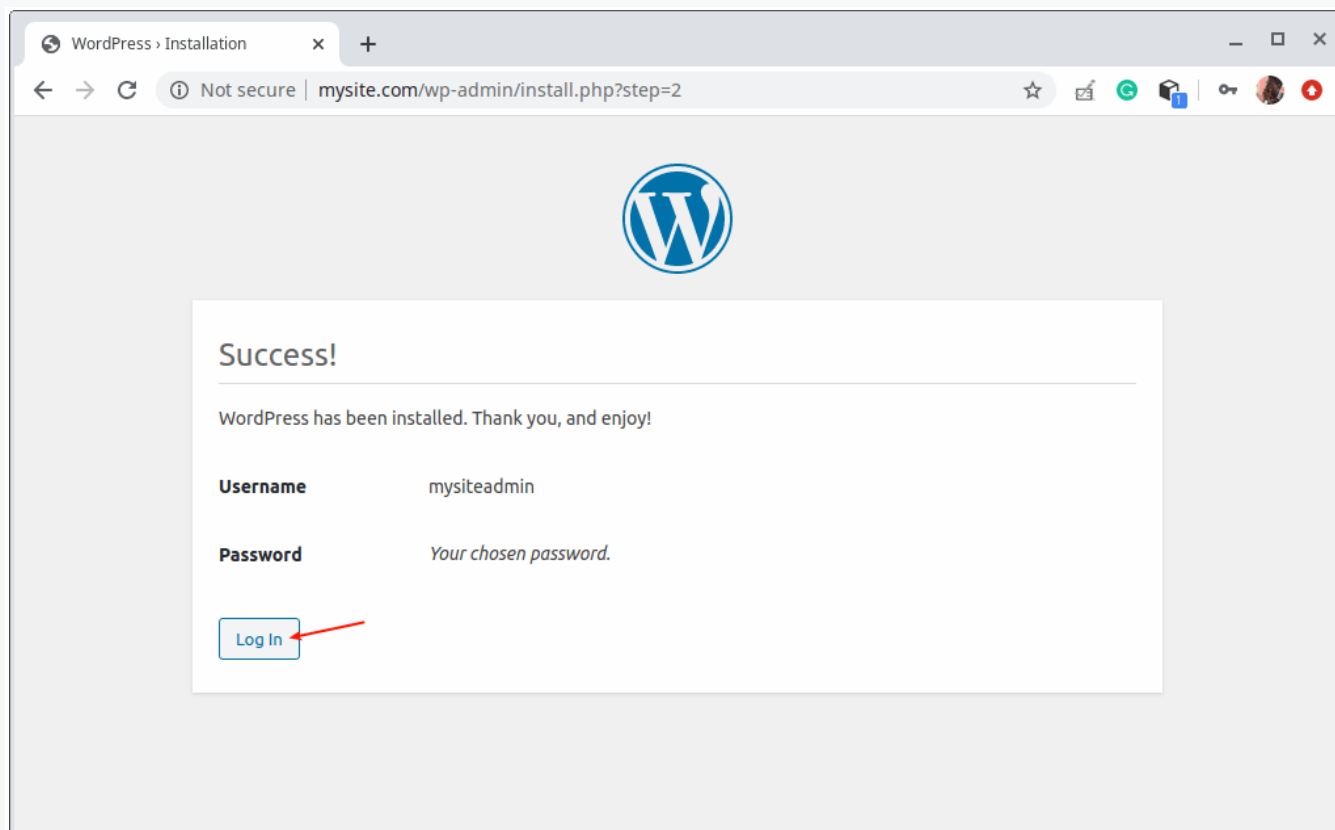 WordPress › Installation
Not secure | mysite.com/wp-admin/install.php?step=2
1
Success!
WordPress has been installed. Thank you, and enjoy!
Username mysiteadmin
Password Your chosen password.
Log In